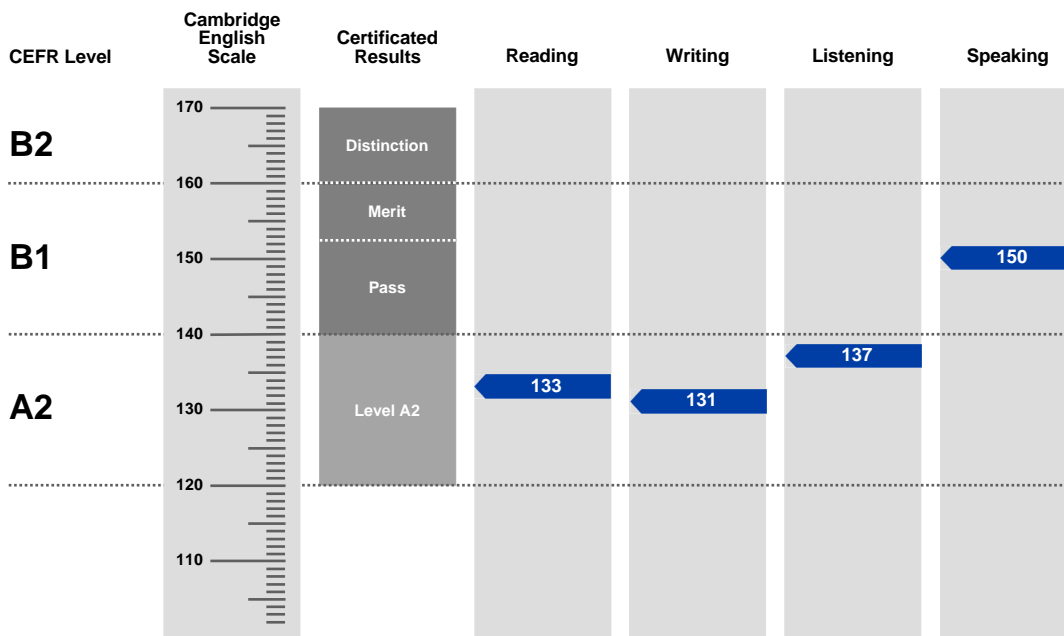 CEFR Level
Cambridge
English
Scale
Certificated
Results
Reading
Writing
Listening
Speaking
170
B2
Distinction
160
Merit
B1
150
150
Pass
140
137
133
A2
130
Level A2
131
120
110